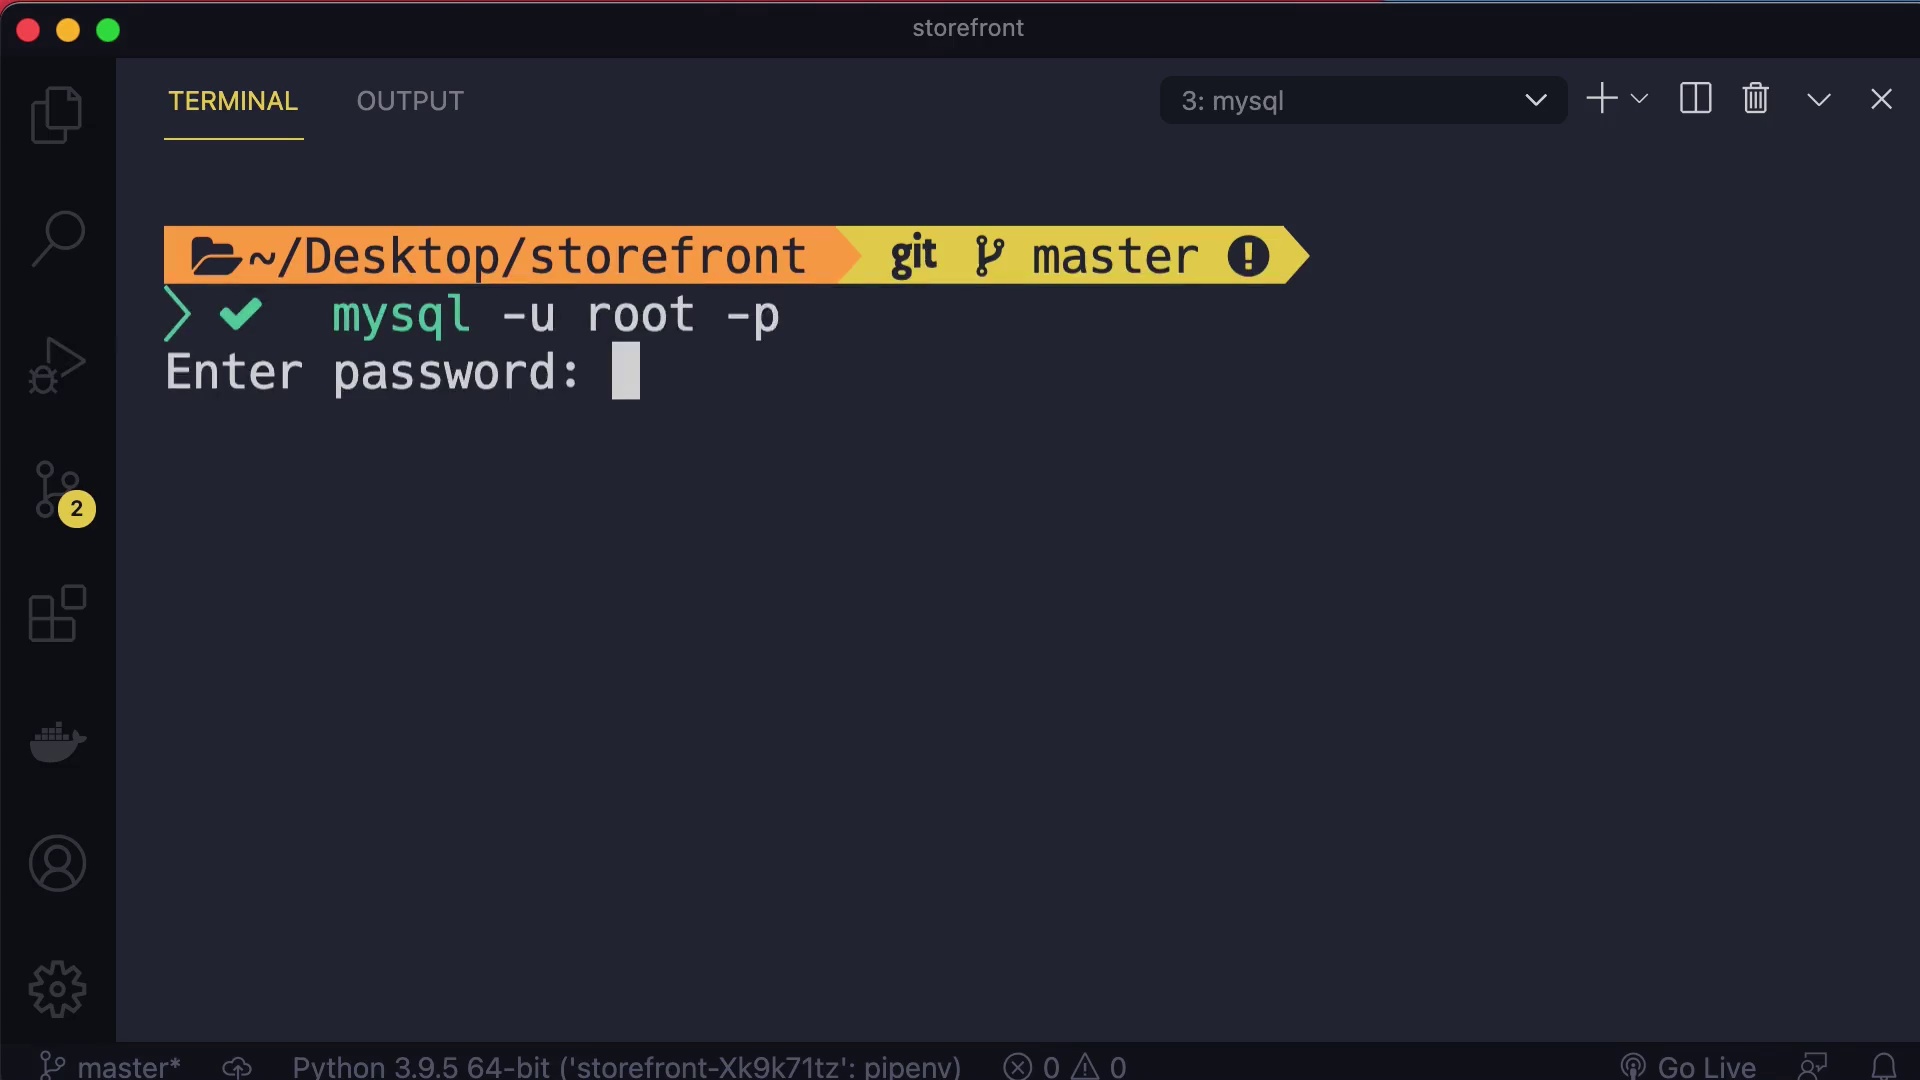 storefront
TERMINAL OUTPUT 3: mysql
~/Desktop/storefront git master
mysql -u root -p
Enter password:
2
master* Python 3.9.5 64-bit ('storefront-Xk9k71tz': pipenv) 0 0 Go Live